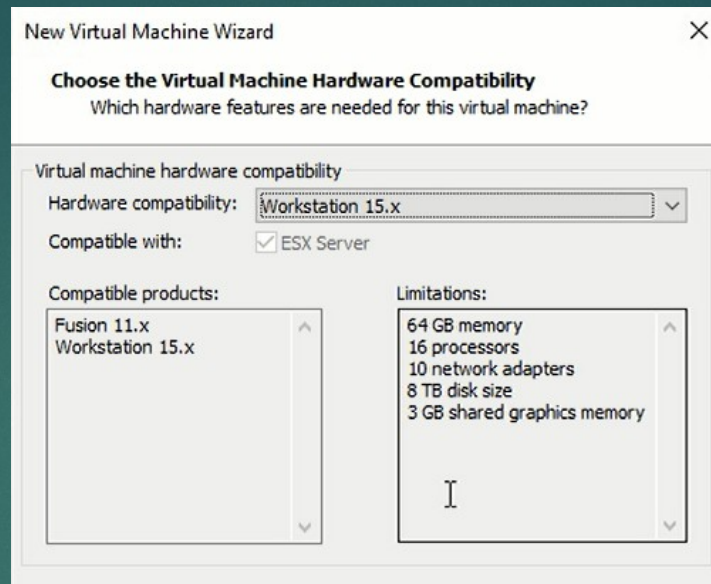 New Virtual Machine Wizard
Choose the Virtual Machine Hardware Compatibility
Which hardware features are needed for this virtual machine?
Virtual machine hardware compatibility
Hardware compatibility: Workstation 15.x
Compatible with: ESX Server
Compatible products:
Fusion 11.x
Workstation 15.x
Limitations:
64 GB memory
16 processors
10 network adapters
8 TB disk size
3 GB shared graphics memory